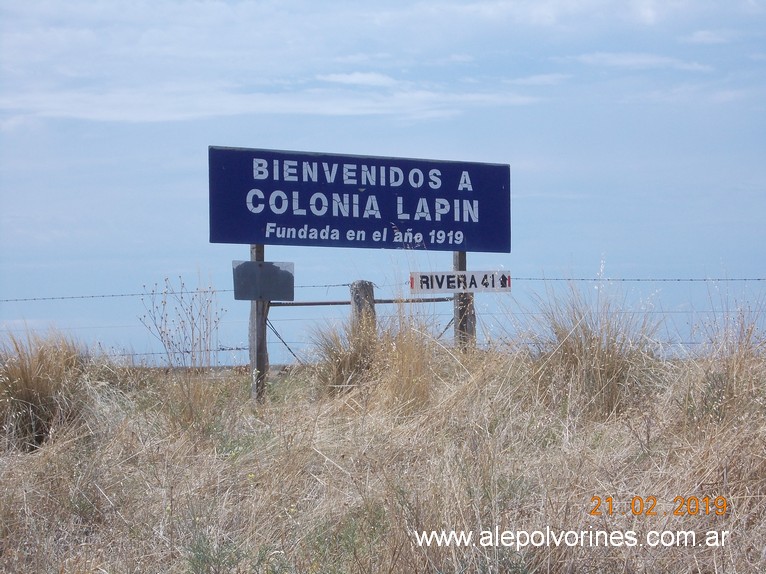 BIENVENIDOS A
COLONIA LAPIN
Fundada en el año 1919
RIVERA 41
21 02 2019
www.alepolvorines.com.ar